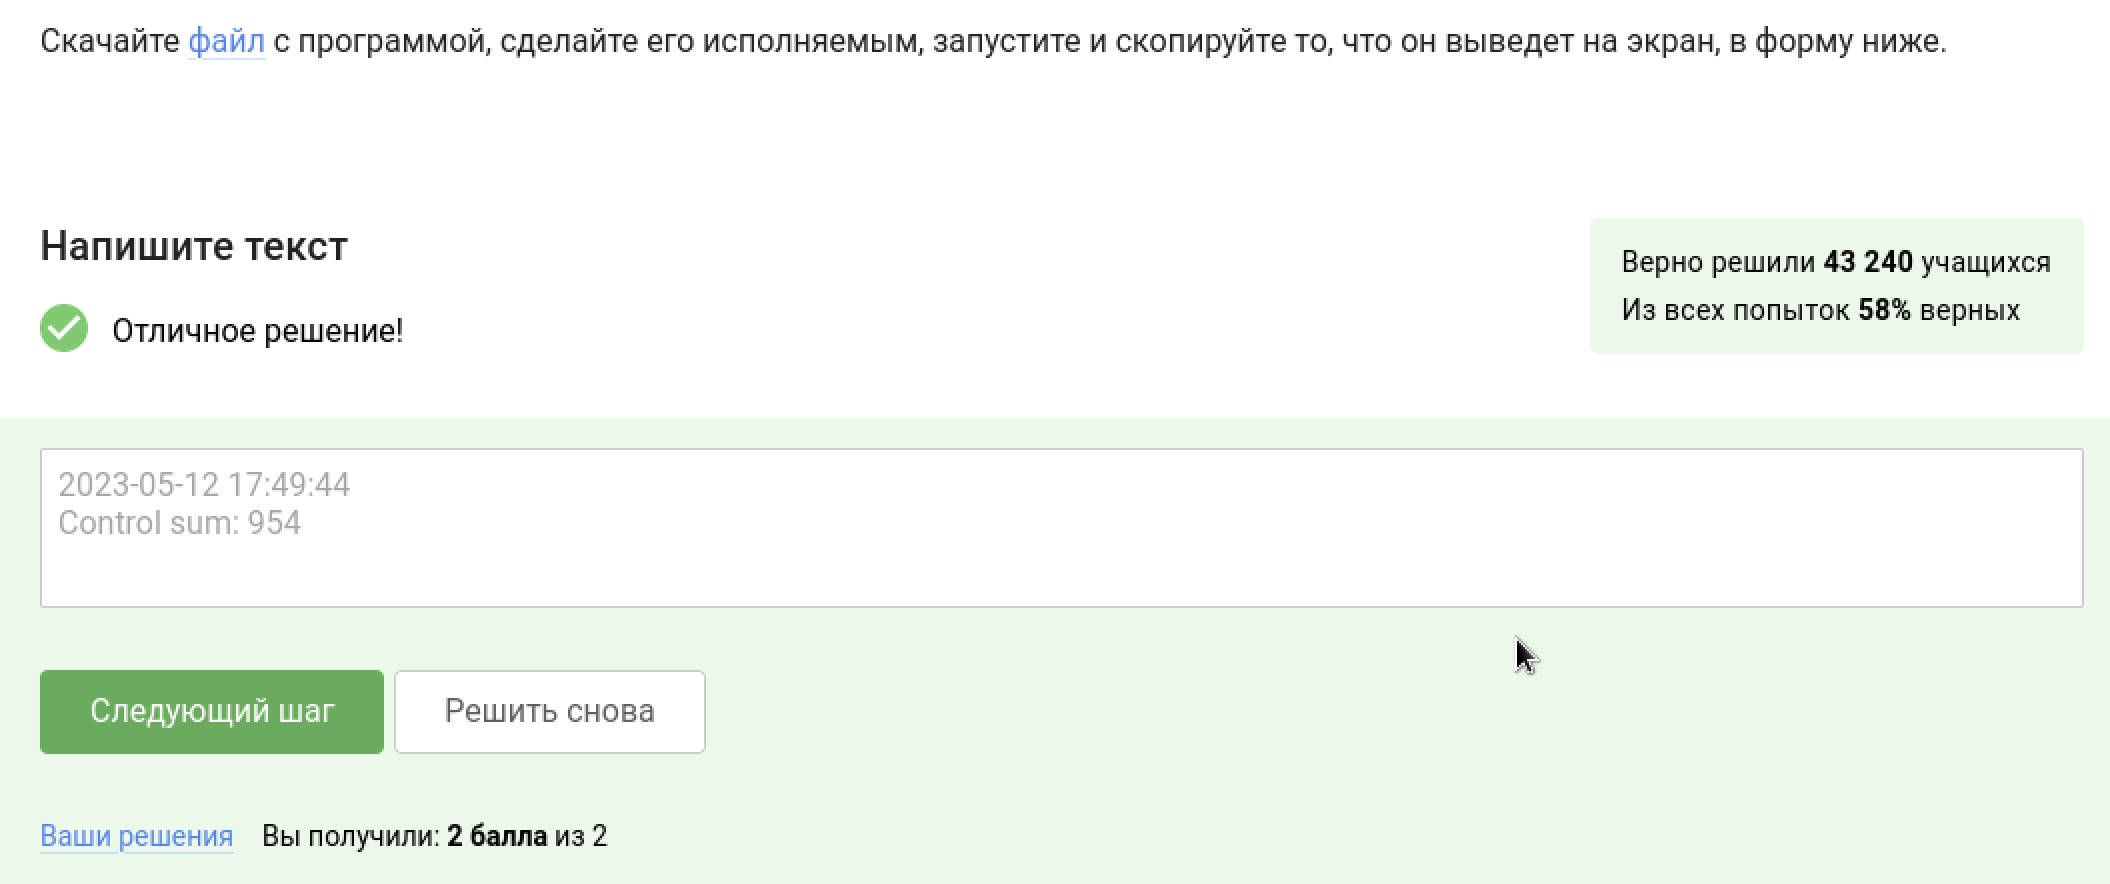 Скачайте файл с программой, сделайте его исполняемым, запустите и скопируйте то, что он выведет на экран, в форму ниже.
Напишите текст
Верно решили 43 240 учащихся
Из всех попыток 58% верных
Отличное решение!
2023-05-12 17:49:44
Control sum: 954
Следующий шаг
Решить снова
Ваши решения
Вы получили: 2 балла из 2